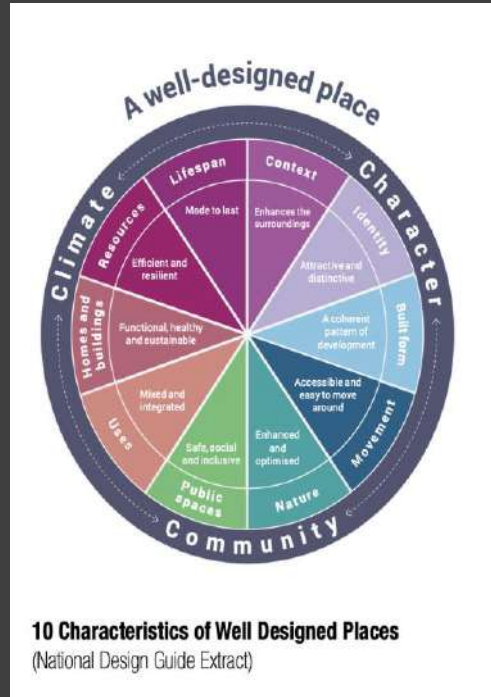 A well-designed place
Climate
Character
Community
Context
Enhances the
surroundings
Identity
Attractive and
distinctive
Built form
A coherent
pattern of
development
Movement
Accessible and
easy to move
around
Nature
Enhanced
and
optimised
Public
spaces
Safe, social
and inclusive
Uses
Mixed and
integrated
Homes and
buildings
Functional, healthy
and sustainable
Resources
Efficient and
resilient
Lifespan
Mode to last
10 Characteristics of Well Designed Places
(National Design Guide Extract)